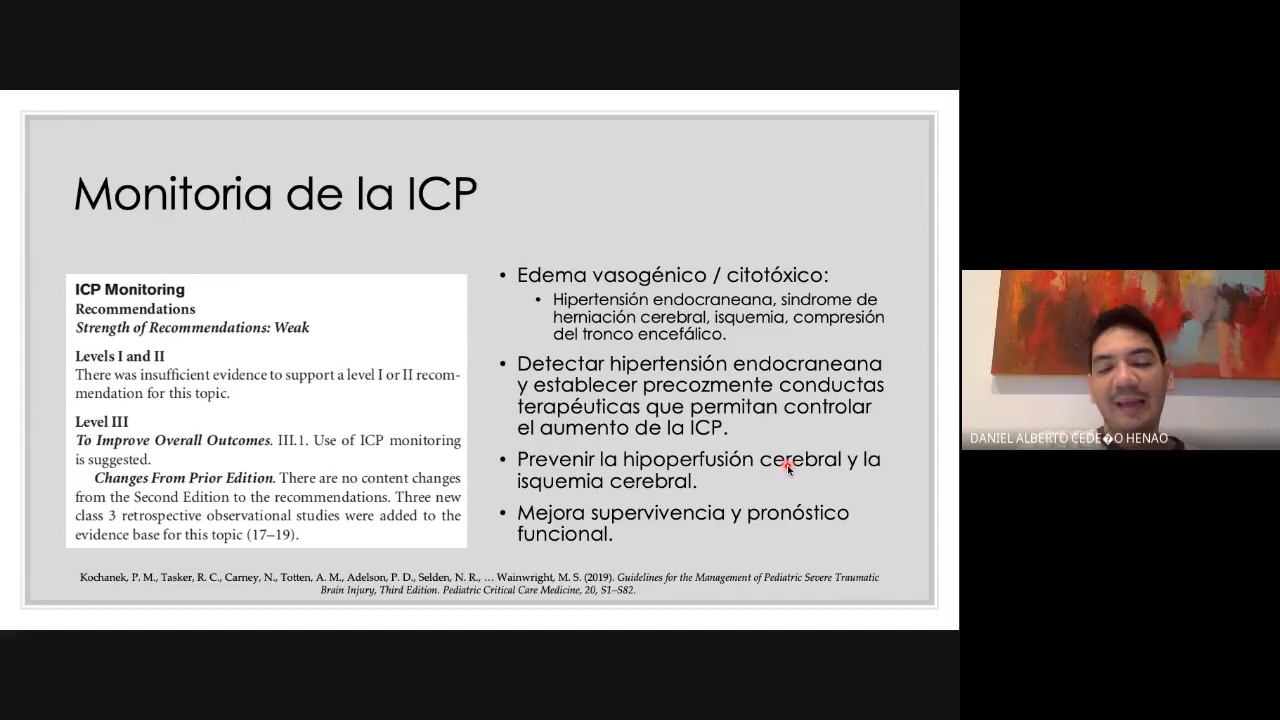 Monitoria de la ICP
ICP Monitoring
Recommendations
Strength of Recommendations: Weak
Levels I and II
There was insufficient evidence to support a level I or II recom-
mendation for this topic.
Level III
To Improve Overall Outcomes. III.1. Use of ICP monitoring
is suggested.
Changes From Prior Edition. There are no content changes
from the Second Edition to the recommendations. Three new
class 3 retrospective observational studies were added to the
evidence base for this topic (17–19).
• Edema vasogénico / citotóxico:
• Hipertensión endocraneana, sindrome de
herniación cerebral, isquemia, compresión
del tronco encefálico.
• Detectar hipertensión endocraneana
y establecer precozmente conductas
terapéuticas que permitan controlar
el aumento de la ICP.
• Prevenir la hipoperfusión cerebral y la
isquemia cerebral.
• Mejora supervivencia y pronóstico
funcional.
Kochanek, P. M., Tasker, R. C., Carney, N., Totten, A. M., Adelson, P. D., Selden, N. R., … Wainwright, M. S. (2019). Guidelines for the Management of Pediatric Severe Traumatic
Brain Injury, Third Edition. Pediatric Critical Care Medicine, 20, S1–S82.
DANIEL ALBERTO CEDE�O HENAO